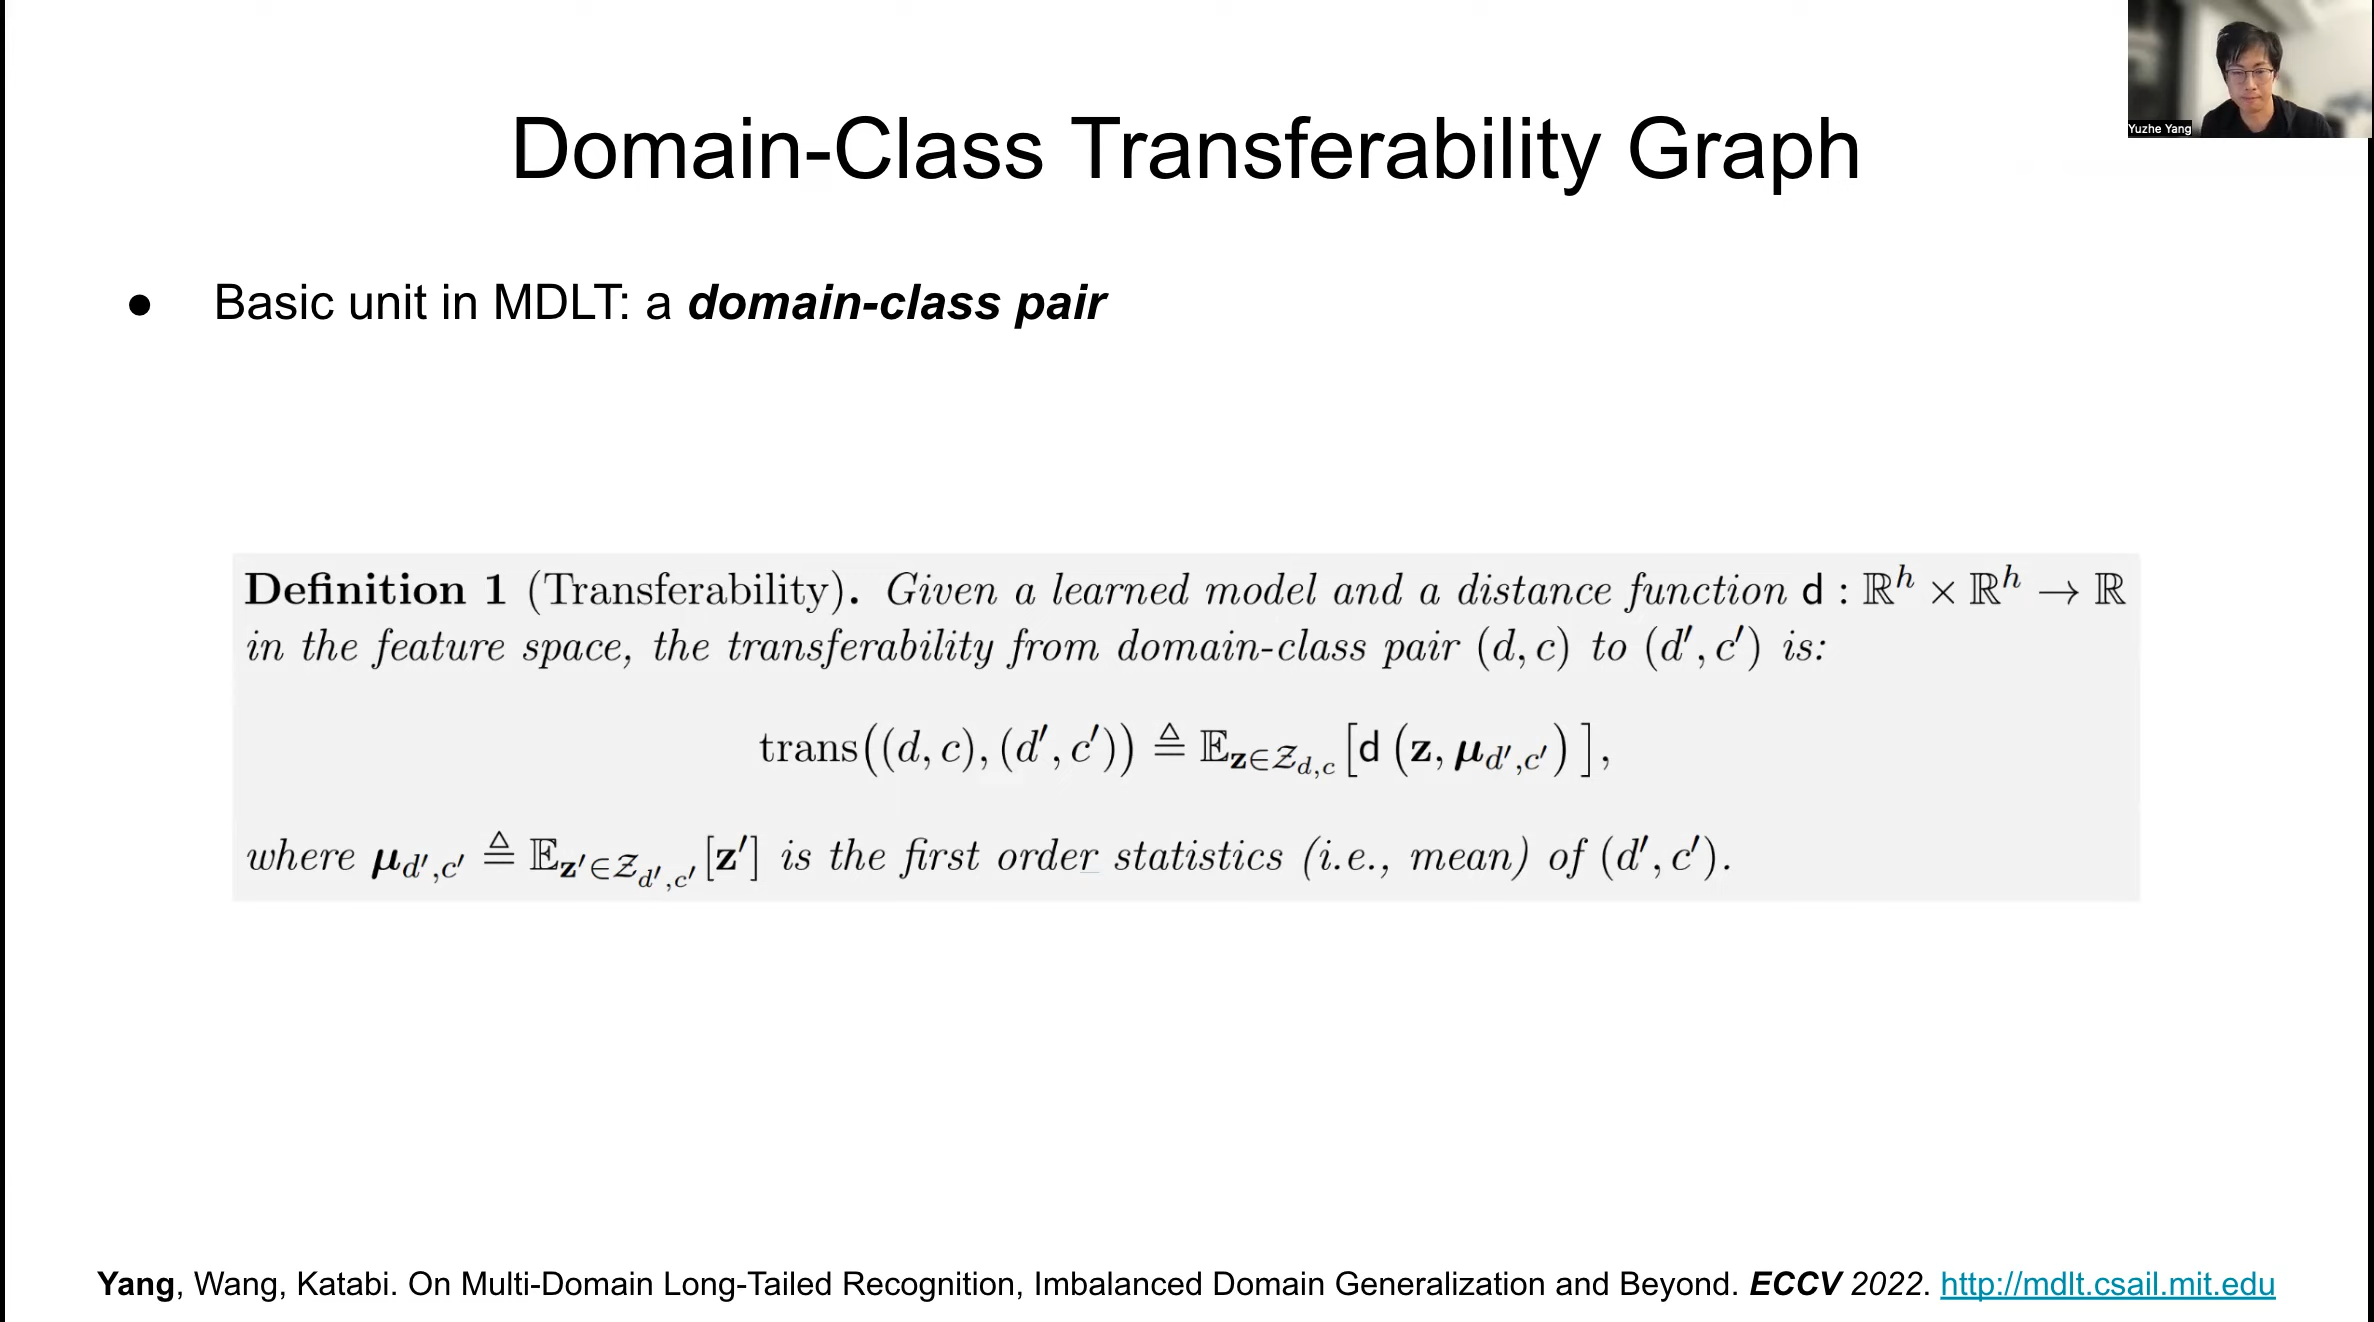 Yuzhe Yang
Domain-Class Transferability Graph
● Basic unit in MDLT: a domain-class pair
Definition 1 (Transferability). Given a learned model and a distance function d : ℝ^h × ℝ^h → ℝ
in the feature space, the transferability from domain-class pair (d, c) to (d′, c′) is:
trans((d, c), (d′, c′)) ≜ 𝔼_{z∈𝒵_{d,c}} [d (z, μ_{d′,c′})],
where μ_{d′,c′} ≜ 𝔼_{z′∈𝒵_{d′,c′}} [z′] is the first order statistics (i.e., mean) of (d′, c′).
Yang, Wang, Katabi. On Multi-Domain Long-Tailed Recognition, Imbalanced Domain Generalization and Beyond. ECCV 2022. http://mdlt.csail.mit.edu